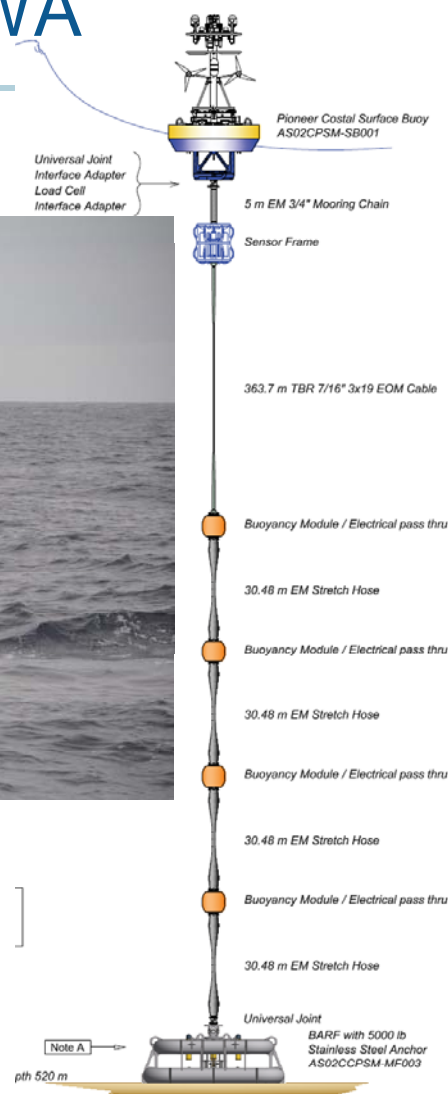 WA
Pioneer Costal Surface Buoy
AS02CPSM-SB001
Universal Joint
Interface Adapter
Load Cell
Interface Adapter
5 m EM 3/4" Mooring Chain
Sensor Frame
363.7 m TBR 7/16" 3x19 EOM Cable
Buoyancy Module / Electrical pass thru
30.48 m EM Stretch Hose
Buoyancy Module / Electrical pass thru
30.48 m EM Stretch Hose
Buoyancy Module / Electrical pass thru
30.48 m EM Stretch Hose
Buoyancy Module / Electrical pass thru
30.48 m EM Stretch Hose
Universal Joint
BARF with 5000 lb
Stainless Steel Anchor
AS02CCPSM-MF003
Note A
pth 520 m